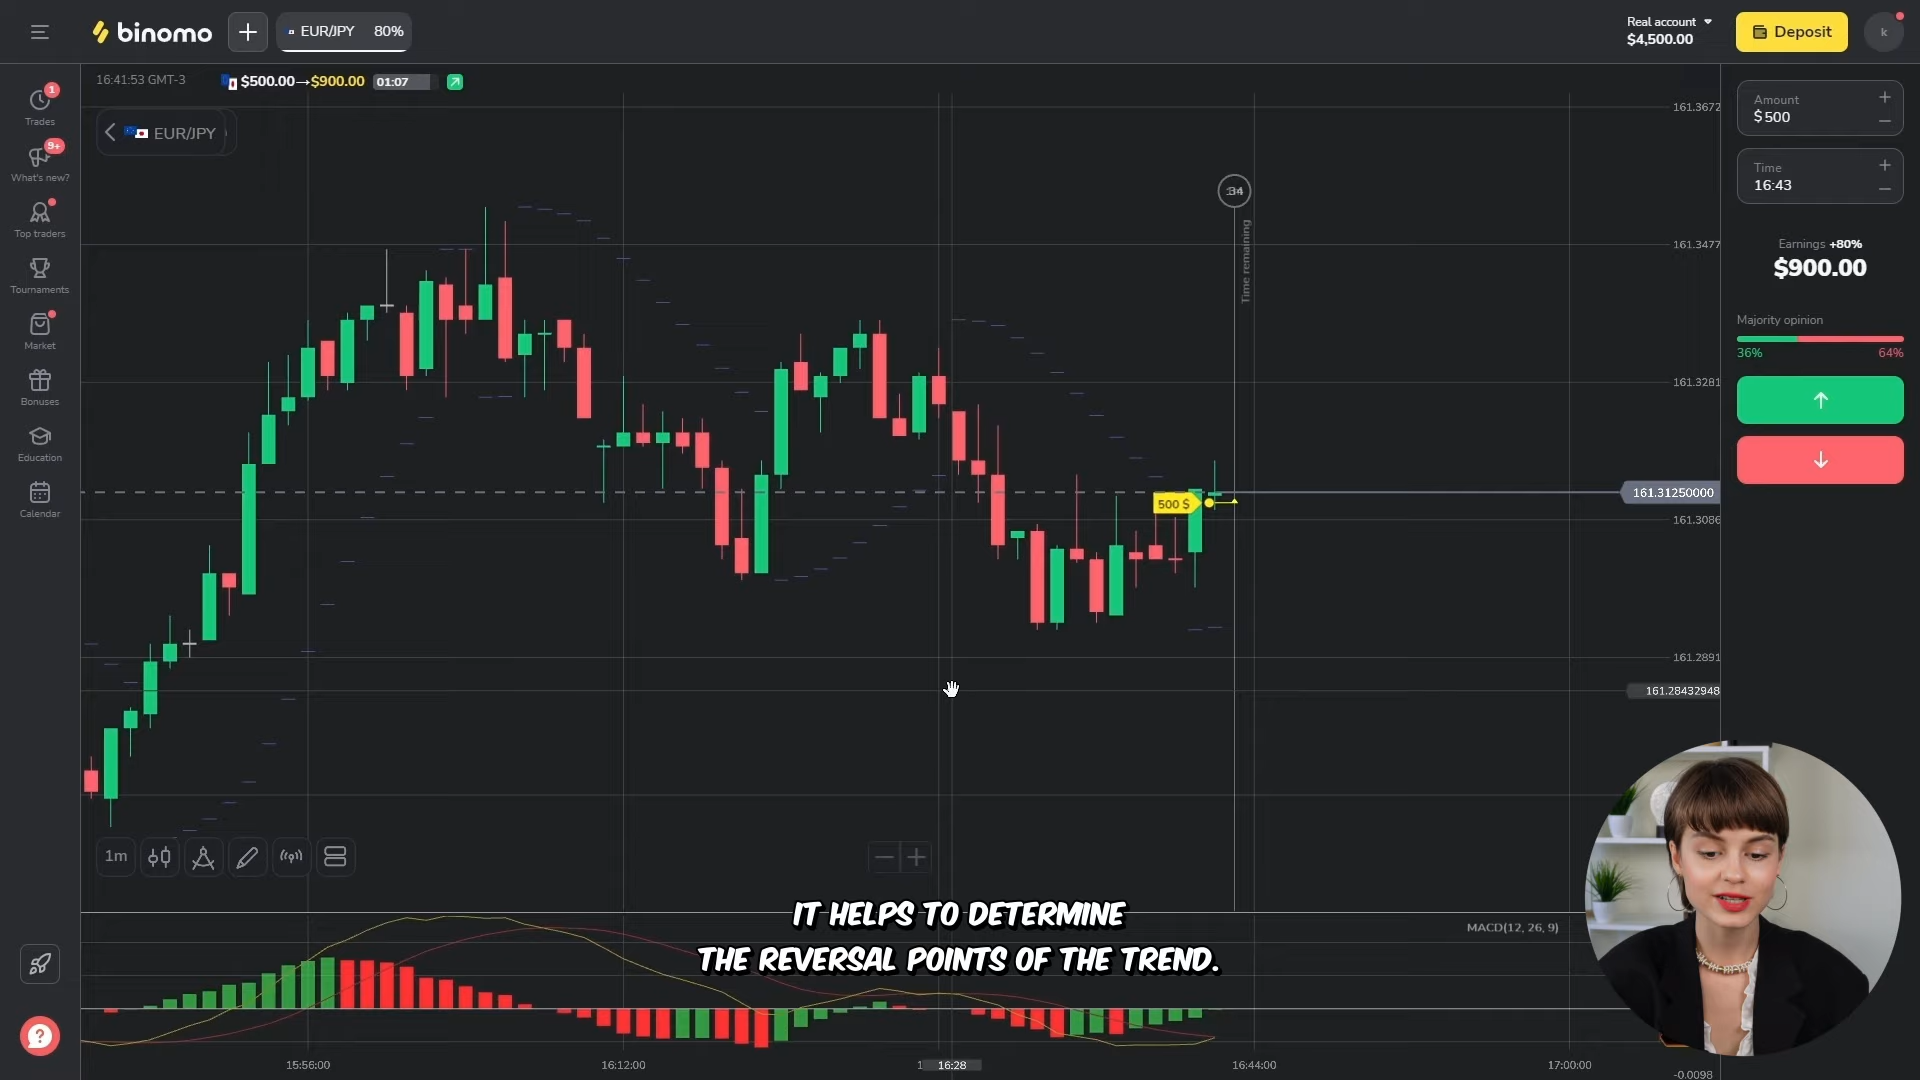 binomo
EUR/JPY 80%
Real account
$4,500.00
Deposit
k
16:41:53 GMT-3
$500.00→$900.00 01:07
EUR/JPY
1
Trades
9+
What's new?
Top traders
Tournaments
Market
Bonuses
Education
Calendar
:34
Time remaining
500 $
161.3672
161.3477
161.3281
161.31250000
161.3086
161.2891
161.28432948
Amount
$500
Time
16:43
Earnings +80%
$900.00
Majority opinion
36% 64%
1m
IT HELPS TO DETERMINE
THE REVERSAL POINTS OF THE TREND.
MACD(12, 26, 9)
15:56:00
16:12:00
16:28
16:44:00
17:00:00
-0.0098
?